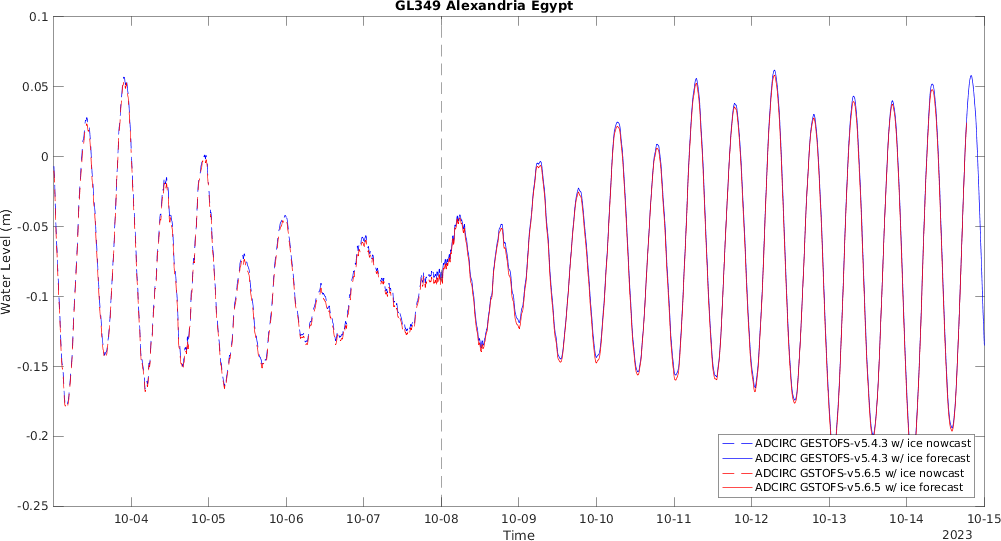 GL349 Alexandria Egypt
0.1
0.05
0
-0.05
-0.1
-0.15
-0.2
-0.25
Water Level (m)
ADCIRC GESTOFS-v5.4.3 w/ ice nowcast
ADCIRC GESTOFS-v5.4.3 w/ ice forecast
ADCIRC GSTOFS-v5.6.5 w/ ice nowcast
ADCIRC GSTOFS-v5.6.5 w/ ice forecast
10-04 10-05 10-06 10-07 10-08 10-09 10-10 10-11 10-12 10-13 10-14 10-15
Time
2023